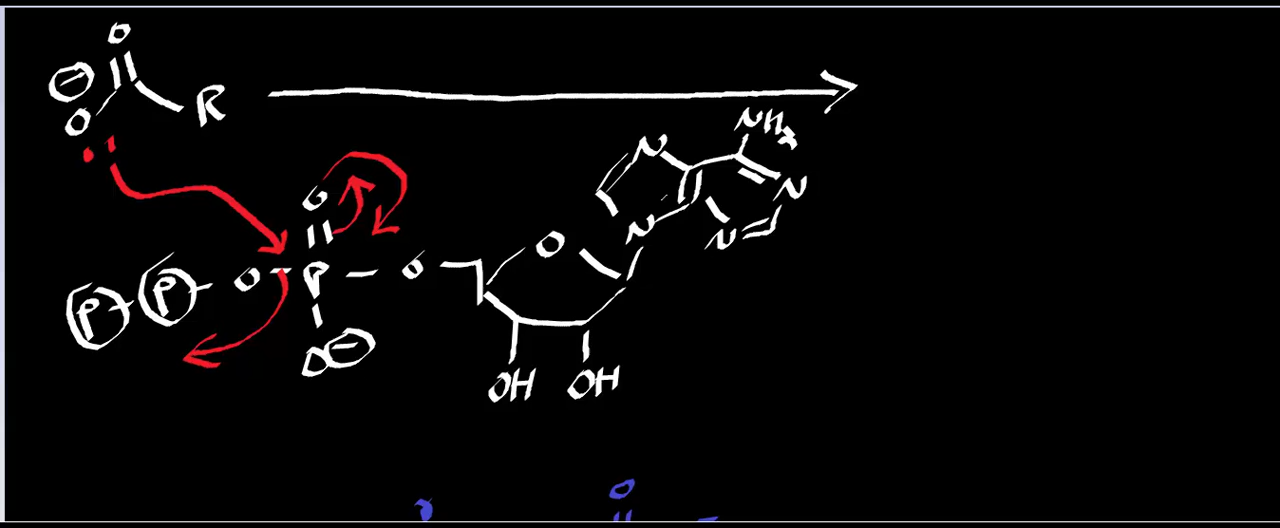 O
⊖
O R
NH2
N
N
O
O N N
P P O P O
O⊖
OH OH
O